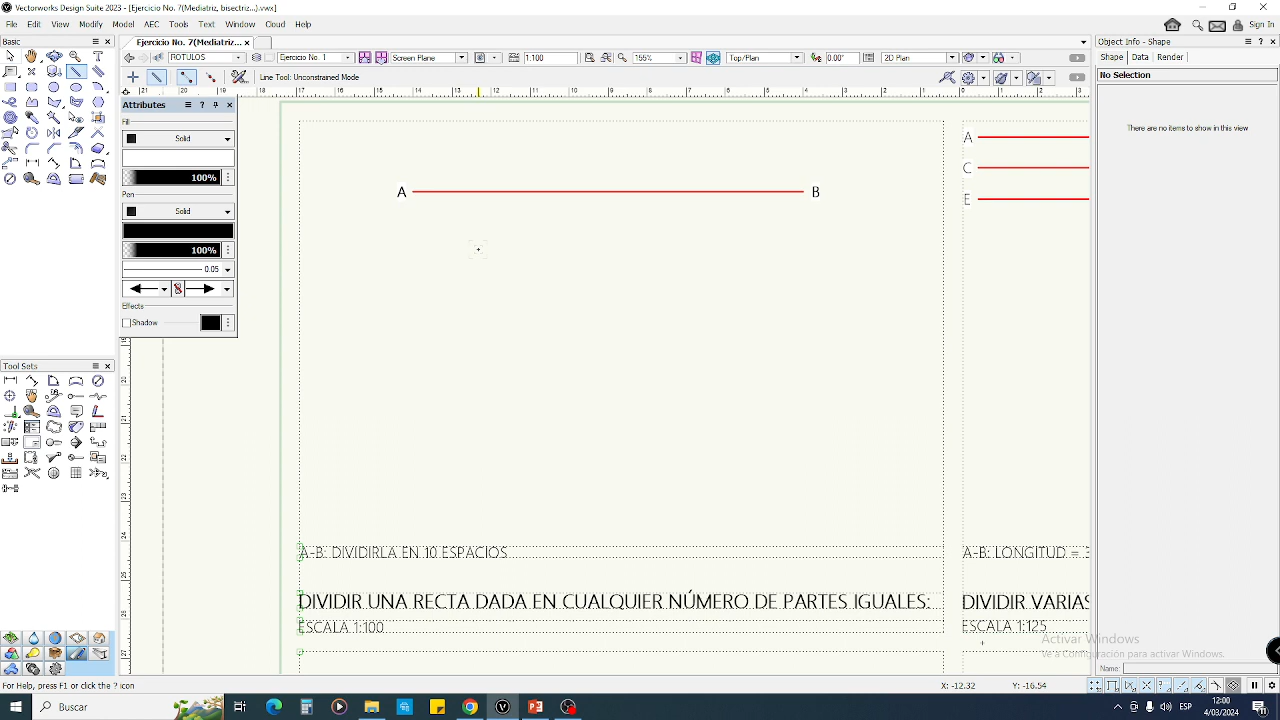 Vectorworks Design Suite 2023 - [Ejercicio No. 7(Mediatriz, bisectriz...).vwx]
File Edit View Modify Model AEC Tools Text Window Cloud Help
Sign In
Basic
Ejercicio No. 7(Mediatriz...
Object Info - Shape
ROTULOS
Ejercicio No. 1
Screen Plane
1:100
155%
Top/Plan
0.00°
2D Plan
Shape Data Render
Line Tool: Unconstrained Mode
No Selection
There are no items to show in this view
Attributes
Fill
Solid
100%
Pen
Solid
100%
0.05
Effects
Shadow
A
B
A
C
E
Tool Sets
A-B: DIVIDIRLA EN 10 ESPACIOS
A-B: LONGITUD =
DIVIDIR UNA RECTA DADA EN CUALQUIER NÚMERO DE PARTES IGUALES:
DIVIDIR VARIAS
ESCALA 1:100
ESCALA 1:125
Activar Windows
Ve a Configuración para activar Windows.
Name:
For Help, press F1 or click the ? icon
X: -12.32
Y: -16.54
Buscar
ESP
12:00
4/03/2024